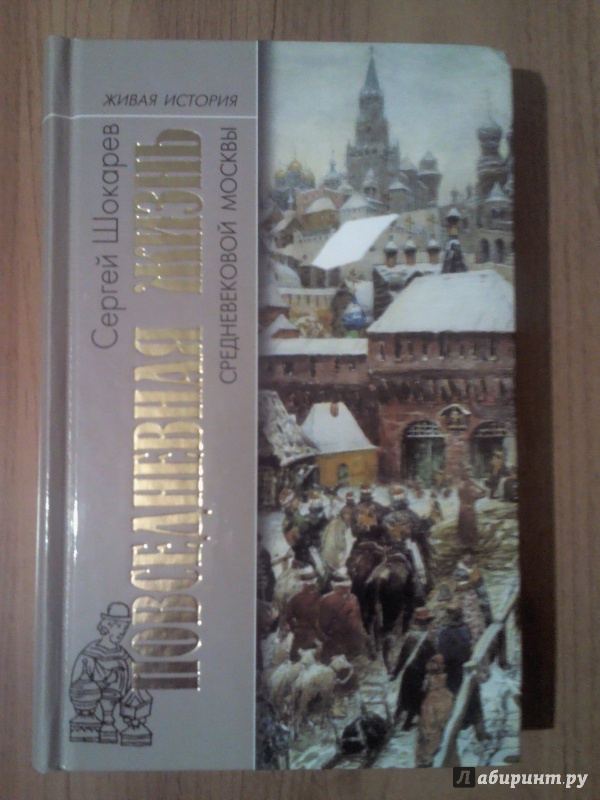 ЖИВАЯ ИСТОРИЯ
Сергей Шокарев
ПОВСЕДНЕВНАЯ ЖИЗНЬ
СРЕДНЕВЕКОВОЙ МОСКВЫ
Лабиринт.ру